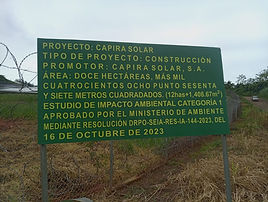 PROYECTO: CAPIRA SOLAR
TIPO DE PROYECTO: CONSTRUCCIÓN
PROMOTOR: CAPIRA SOLAR, S.A.
ÁREA: DOCE HECTÁREAS, MÁS MIL
CUATROCIENTOS OCHO PUNTO SESENTA
Y SIETE METROS CUADRADADOS. (12has+1,408.67m²)
ESTUDIO DE IMPACTO AMBIENTAL CATEGORÍA 1
APROBADO POR EL MINISTERIO DE AMBIENTE
MEDIANTE RESOLUCIÓN DRPO-SEIA-RES-IA-144-2023, DEL
16 DE OCTUBRE DE 2023